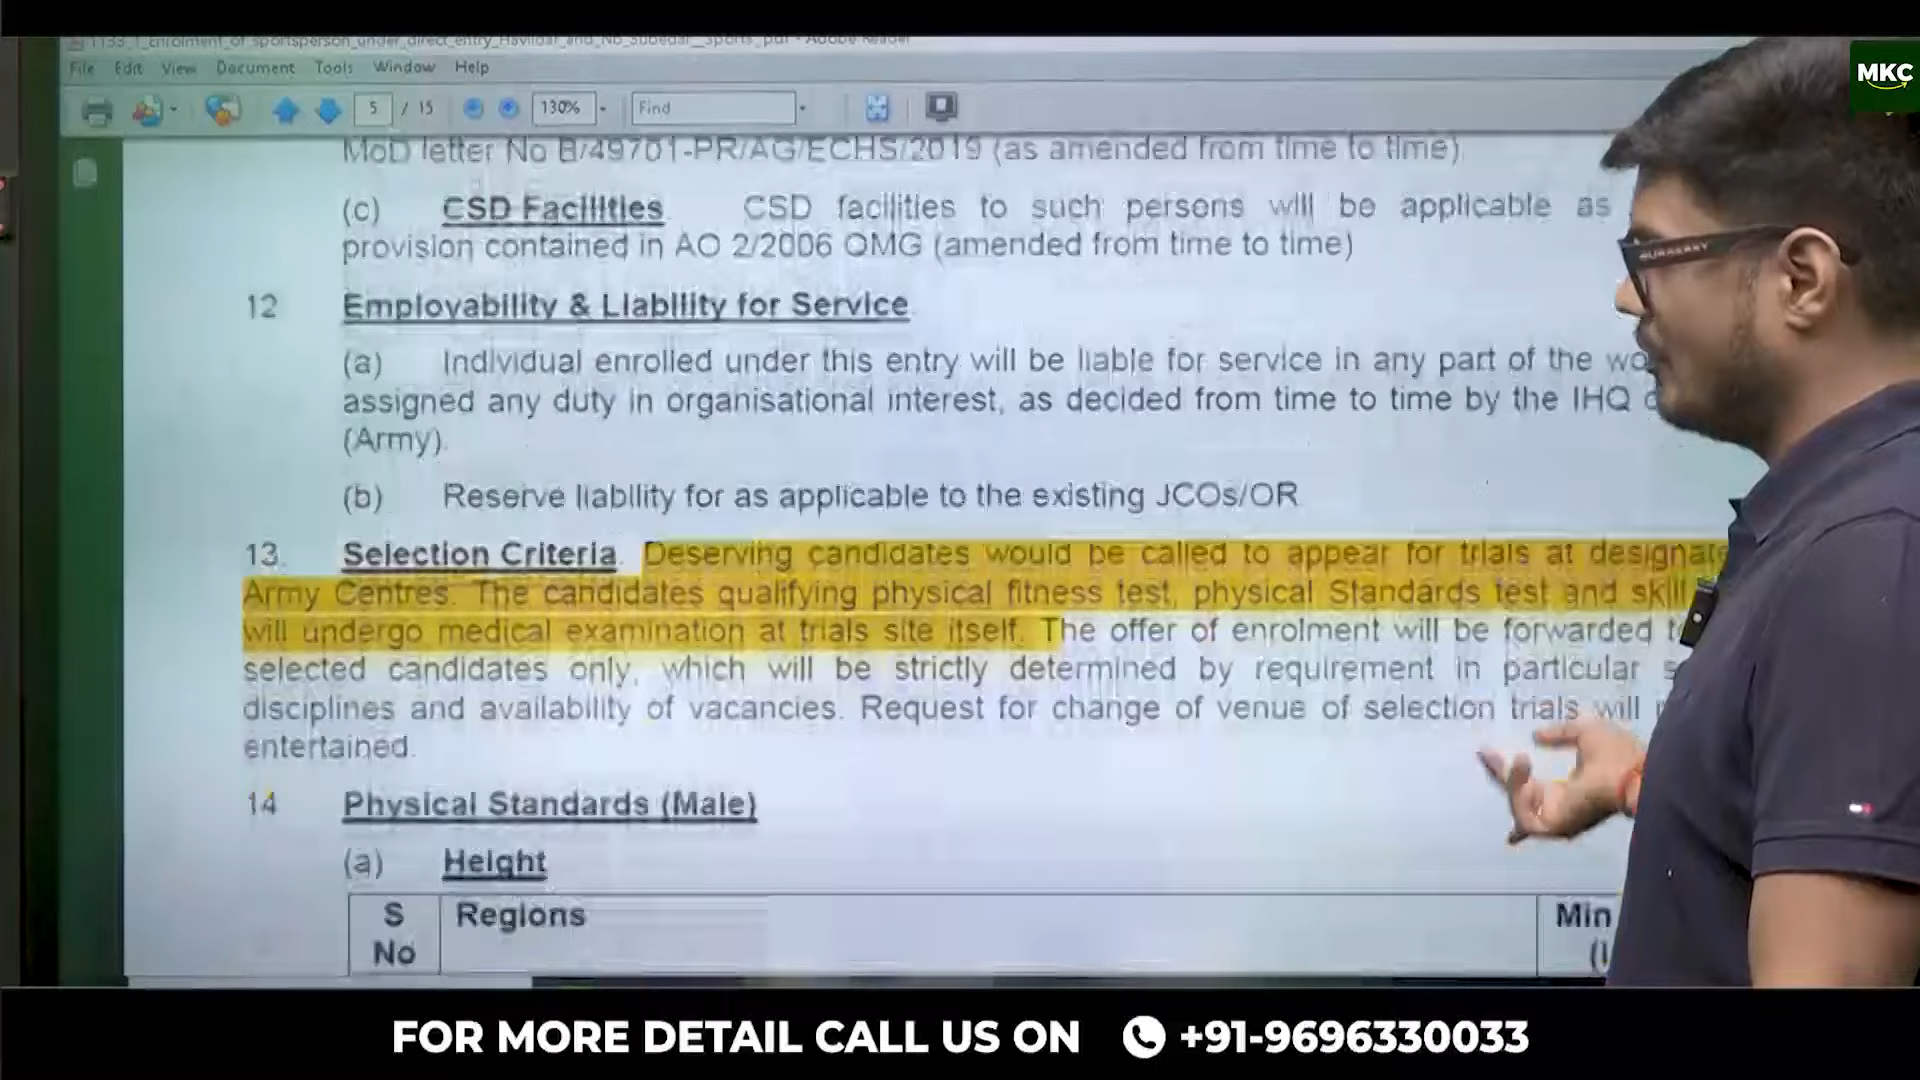 1133_1_Enrolment_of_sportsperson_under_direct_entry_Havildar_and_Nb_Subedar__Sports_.pdf - Adobe Reader
File Edit View Document Tools Window Help
5 / 15 130% Find
MKC
MoD letter No B/49701-PR/AG/ECHS/2019 (as amended from time to time)
(c) CSD Facilities CSD facilities to such persons will be applicable as
provision contained in AO 2/2006 QMG (amended from time to time)
BURBERRY
12 Employability & Liability for Service
(a) Individual enrolled under this entry will be liable for service in any part of the wo
assigned any duty in organisational interest, as decided from time to time by the IHQ
(Army).
(b) Reserve liability for as applicable to the existing JCOs/OR
13. Selection Criteria. Deserving candidates would be called to appear for trials at designate
Army Centres. The candidates qualifying physical fitness test, physical Standards test and skill
will undergo medical examination at trials site itself. The offer of enrolment will be forwarded t
selected candidates only, which will be strictly determined by requirement in particular s
disciplines and availability of vacancies. Request for change of venue of selection trials will
entertained.
14 Physical Standards (Male)
(a) Height
S No Regions Min
FOR MORE DETAIL CALL US ON +91-9696330033